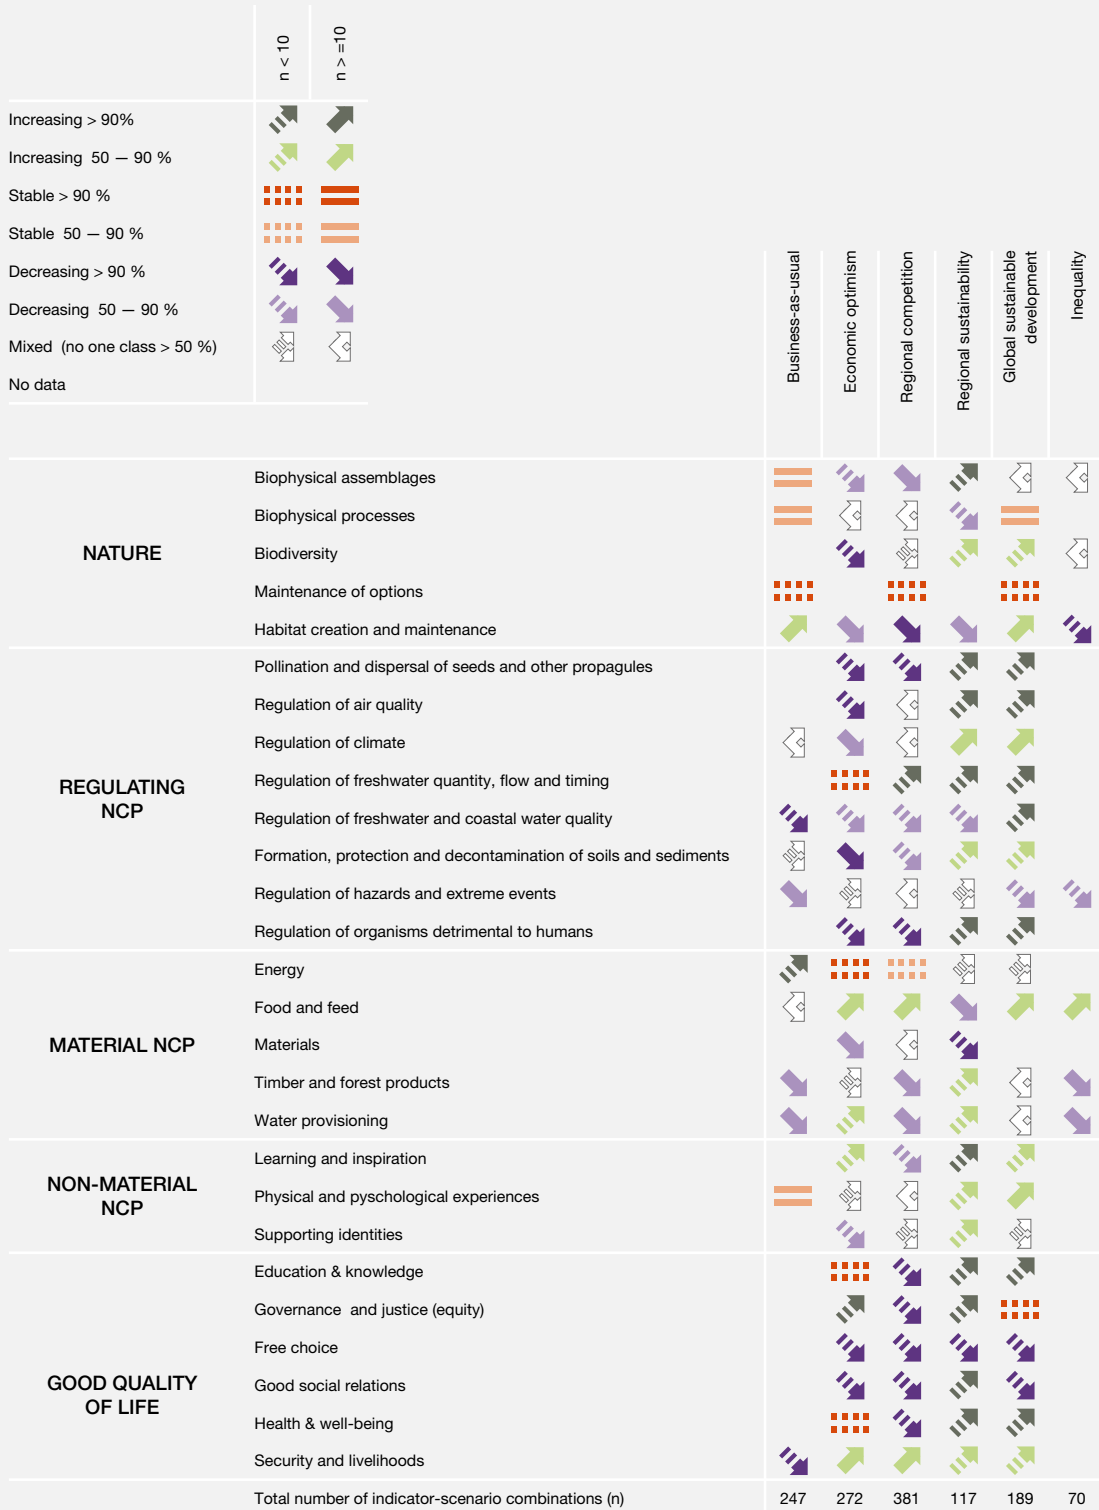 n < 10
n > =10
Increasing > 90%
Increasing 50 — 90 %
Stable > 90 %
Stable 50 — 90 %
Decreasing > 90 %
Decreasing 50 — 90 %
Mixed (no one class > 50 %)
No data
Business-as-usual
Economic optimism
Regional competition
Regional sustainability
Global sustainable
development
Inequality
NATURE
Biophysical assemblages
Biophysical processes
Biodiversity
Maintenance of options
Habitat creation and maintenance
REGULATING
NCP
Pollination and dispersal of seeds and other propagules
Regulation of air quality
Regulation of climate
Regulation of freshwater quantity, flow and timing
Regulation of freshwater and coastal water quality
Formation, protection and decontamination of soils and sediments
Regulation of hazards and extreme events
Regulation of organisms detrimental to humans
MATERIAL NCP
Energy
Food and feed
Materials
Timber and forest products
Water provisioning
NON-MATERIAL
NCP
Learning and inspiration
Physical and pyschological experiences
Supporting identities
GOOD QUALITY
OF LIFE
Education & knowledge
Governance and justice (equity)
Free choice
Good social relations
Health & well-being
Security and livelihoods
Total number of indicator-scenario combinations (n) 247 272 381 117 189 70